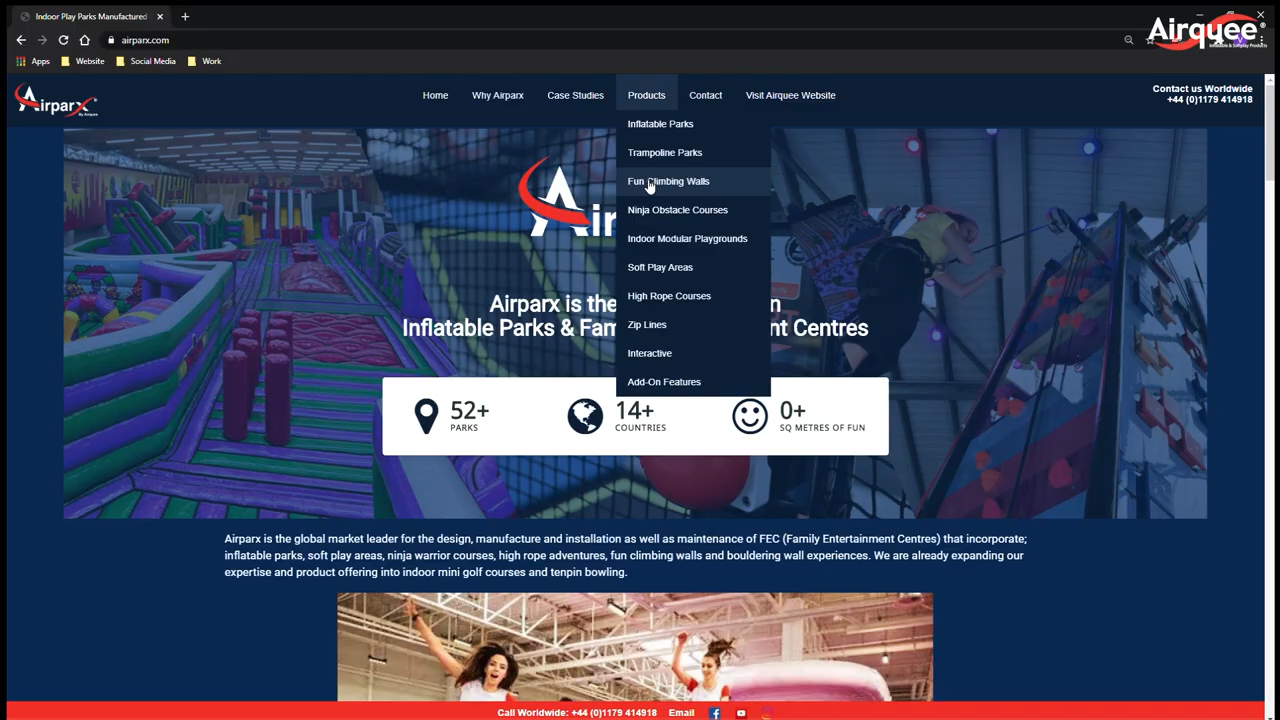 Indoor Play Parks Manufactured
airparx.com
Airquee®
Inflatable & Softplay Products
Apps Website Social Media Work
Airparx
By Airquee
Home Why Airparx Case Studies Products Contact Visit Airquee Website
Contact us Worldwide
+44 (0)1179 414918
Inflatable Parks
Trampoline Parks
Fun Climbing Walls
Ninja Obstacle Courses
Indoor Modular Playgrounds
Soft Play Areas
High Rope Courses
Zip Lines
Interactive
Add-On Features
Air
Airparx is the n
Inflatable Parks & Fam nt Centres
52+
PARKS
14+
COUNTRIES
0+
SQ METRES OF FUN
Airparx is the global market leader for the design, manufacture and installation as well as maintenance of FEC (Family Entertainment Centres) that incorporate;
inflatable parks, soft play areas, ninja warrior courses, high rope adventures, fun climbing walls and bouldering wall experiences. We are already expanding our
expertise and product offering into indoor mini golf courses and tenpin bowling.
Call Worldwide: +44 (0)1179 414918 Email